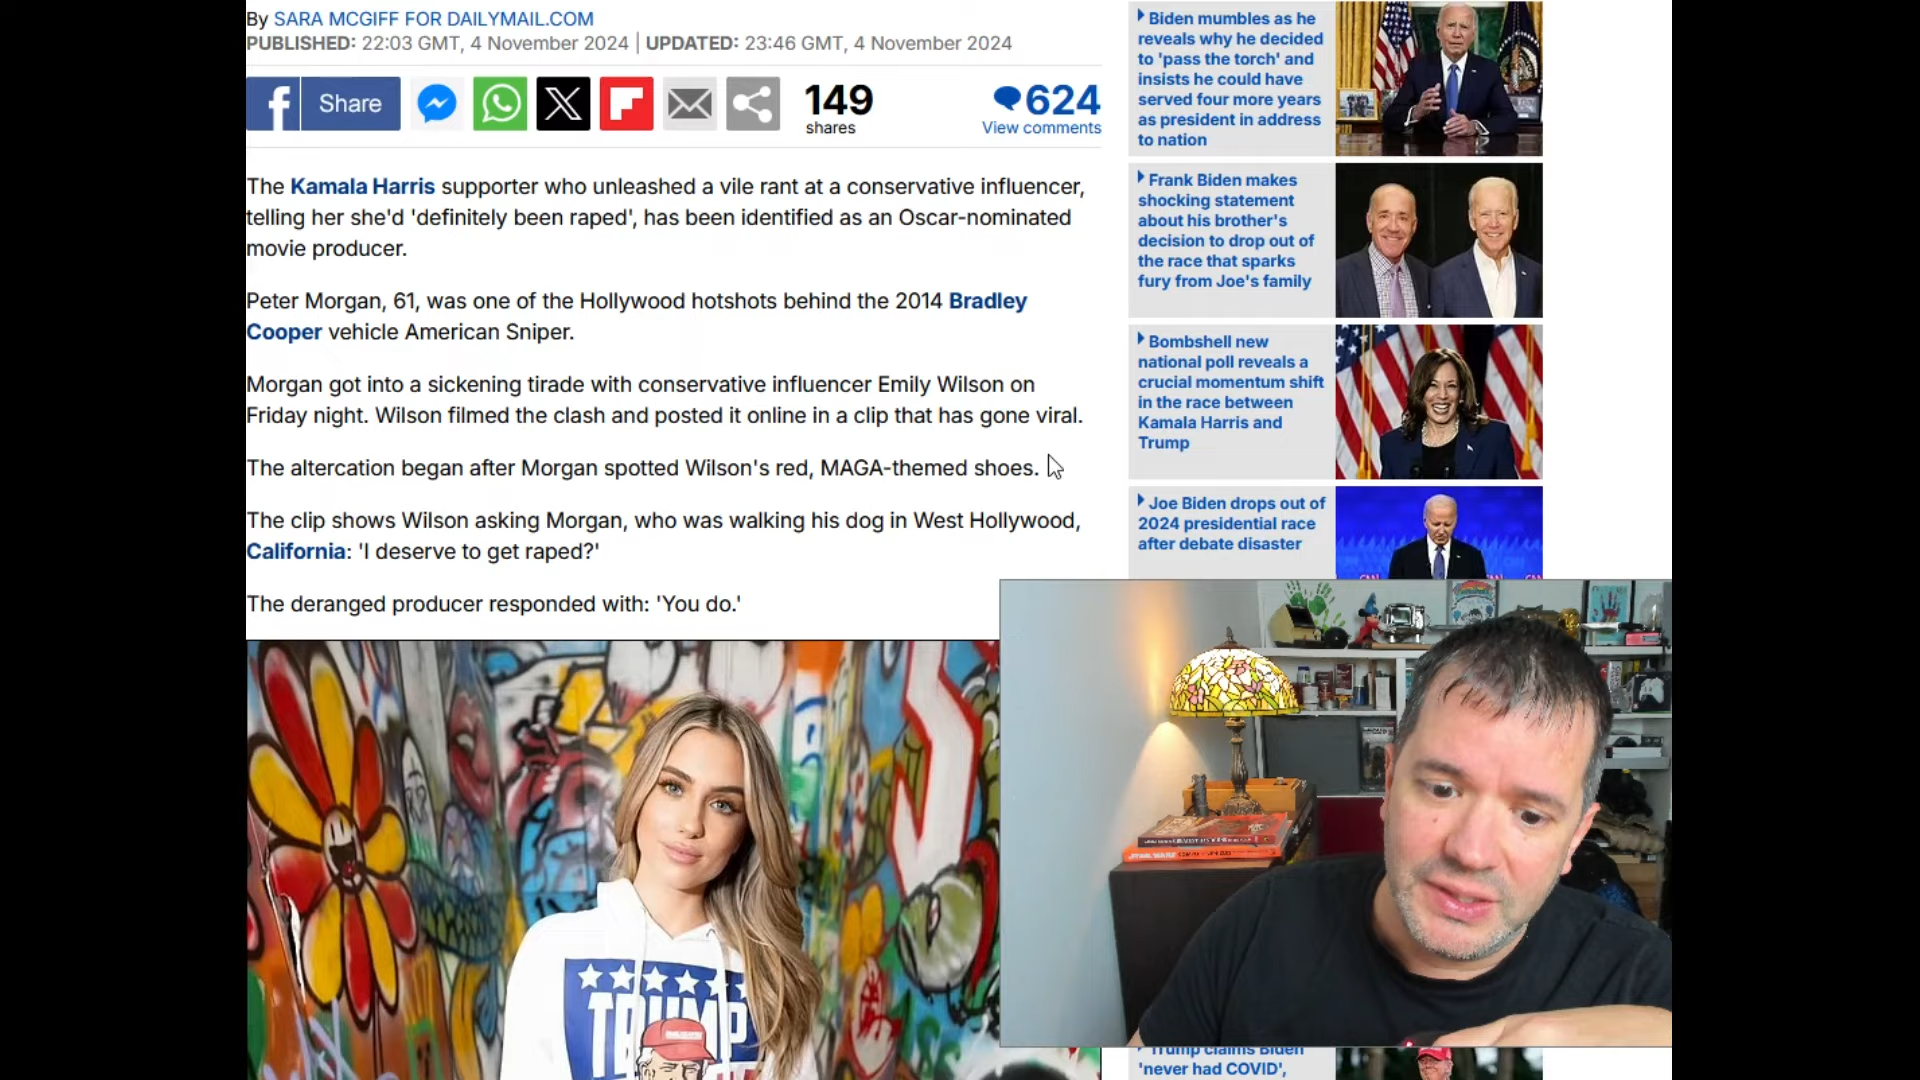 By SARA MCGIFF FOR DAILYMAIL.COM
PUBLISHED: 22:03 GMT, 4 November 2024 | UPDATED: 23:46 GMT, 4 November 2024
Share
149
shares
624
View comments
The Kamala Harris supporter who unleashed a vile rant at a conservative influencer,
telling her she'd 'definitely been raped', has been identified as an Oscar-nominated
movie producer.
Peter Morgan, 61, was one of the Hollywood hotshots behind the 2014 Bradley
Cooper vehicle American Sniper.
Morgan got into a sickening tirade with conservative influencer Emily Wilson on
Friday night. Wilson filmed the clash and posted it online in a clip that has gone viral.
The altercation began after Morgan spotted Wilson's red, MAGA-themed shoes.
The clip shows Wilson asking Morgan, who was walking his dog in West Hollywood,
California: 'I deserve to get raped?'
The deranged producer responded with: 'You do.'
TRUMP
Biden mumbles as he
reveals why he decided
to 'pass the torch' and
insists he could have
served four more years
as president in address
to nation
Frank Biden makes
shocking statement
about his brother's
decision to drop out of
the race that sparks
fury from Joe's family
Bombshell new
national poll reveals a
crucial momentum shift
in the race between
Kamala Harris and
Trump
Joe Biden drops out of
2024 presidential race
after debate disaster
STAR WARS
Trump claims Biden
'never had COVID',